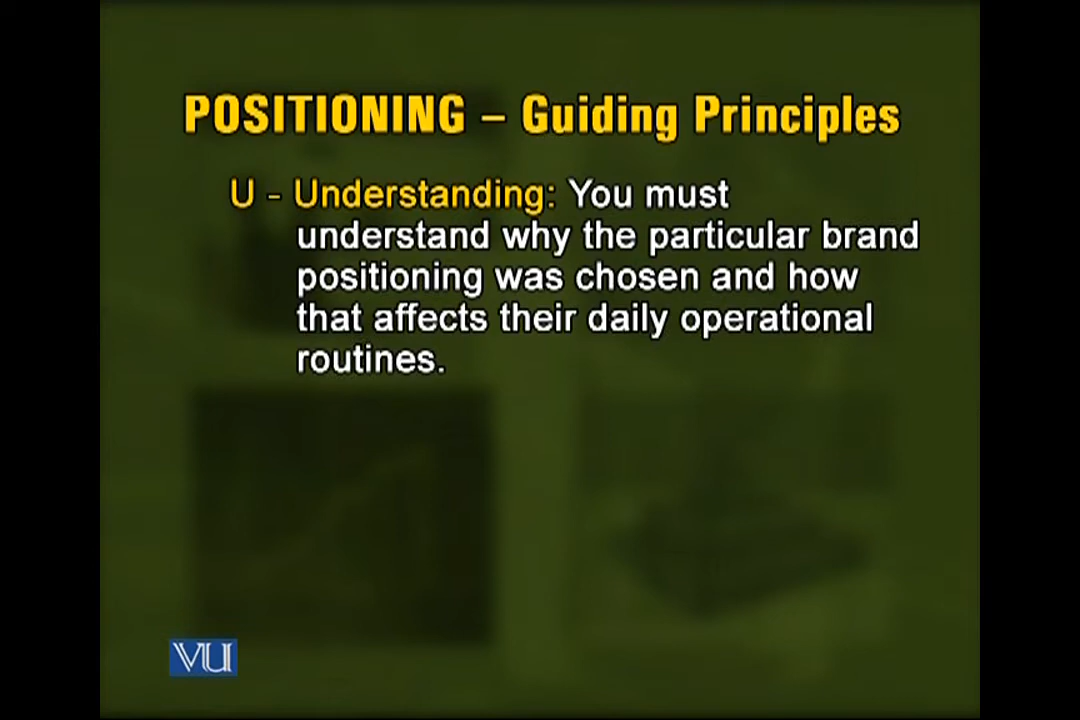 POSITIONING – Guiding Principles
U - Understanding: You must
understand why the particular brand
positioning was chosen and how
that affects their daily operational
routines.
VU